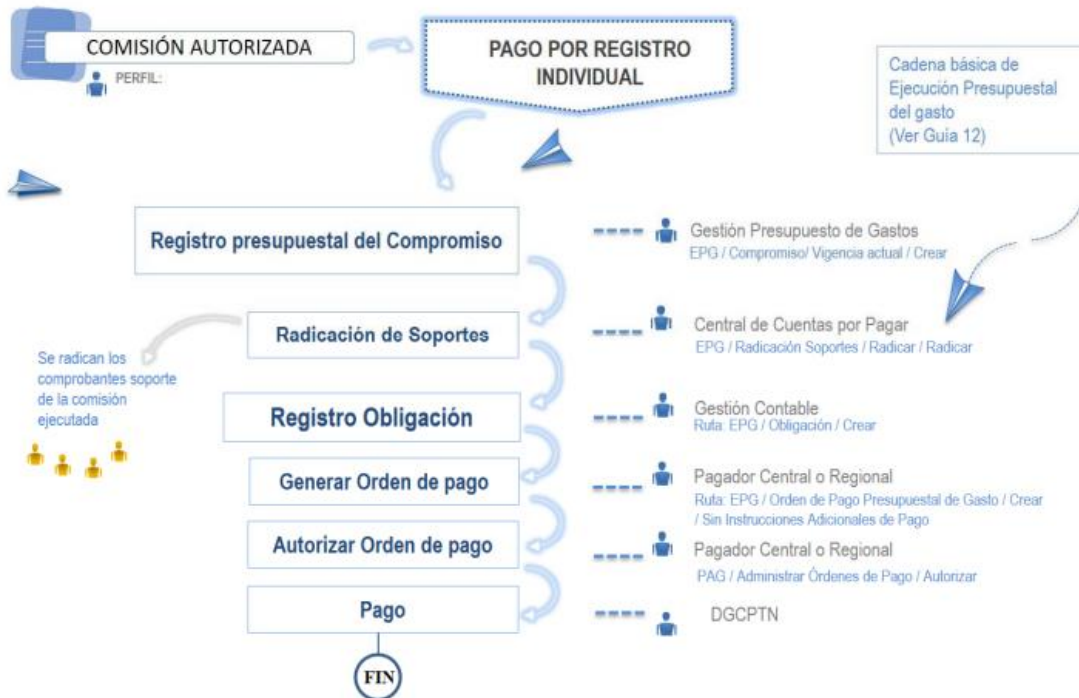 COMISIÓN AUTORIZADA
PERFIL:
PAGO POR REGISTRO
INDIVIDUAL
Cadena básica de
Ejecución Presupuestal
del gasto
(Ver Guía 12)
Registro presupuestal del Compromiso
Gestión Presupuesto de Gastos
EPG / Compromiso/ Vigencia actual / Crear
Radicación de Soportes
Central de Cuentas por Pagar
EPG / Radicación Soportes / Radicar / Radicar
Se radican los
comprobantes soporte
de la comisión
ejecutada
Registro Obligación
Gestión Contable
Ruta: EPG / Obligación / Crear
Generar Orden de pago
Pagador Central o Regional
Ruta: EPG / Orden de Pago Presupuestal de Gasto / Crear
/ Sin Instrucciones Adicionales de Pago
Autorizar Orden de pago
Pagador Central o Regional
PAG / Administrar Órdenes de Pago / Autorizar
Pago
DGCPTN
FIN